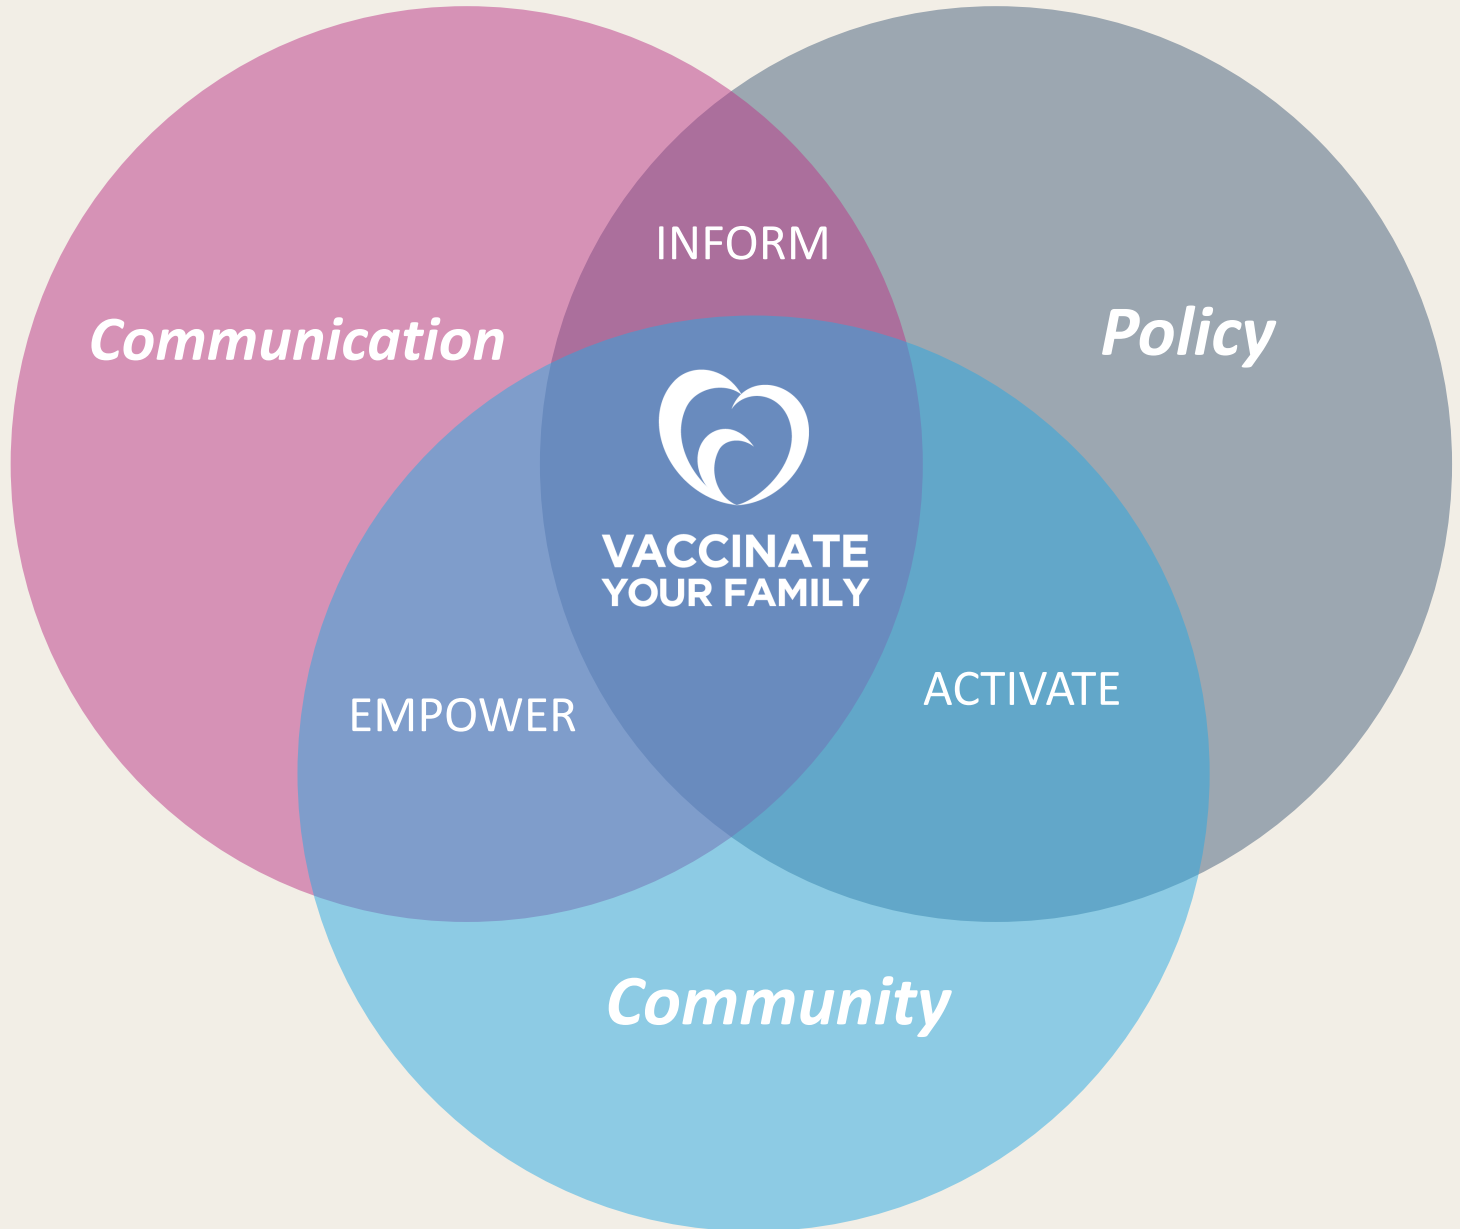 INFORM
Communication
Policy
VACCINATE
YOUR FAMILY
EMPOWER
ACTIVATE
Community